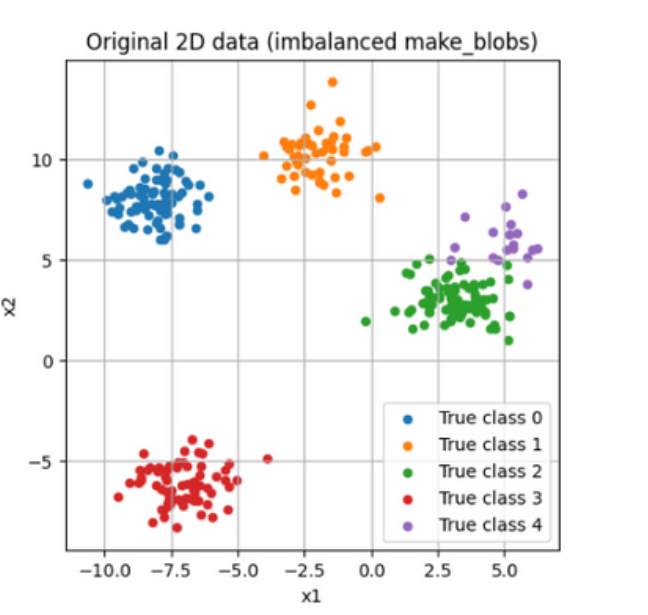 Original 2D data (imbalanced make_blobs)
x2
10
5
0
−5
True class 0
True class 1
True class 2
True class 3
True class 4
−10.0 −7.5 −5.0 −2.5 0.0 2.5 5.0
x1